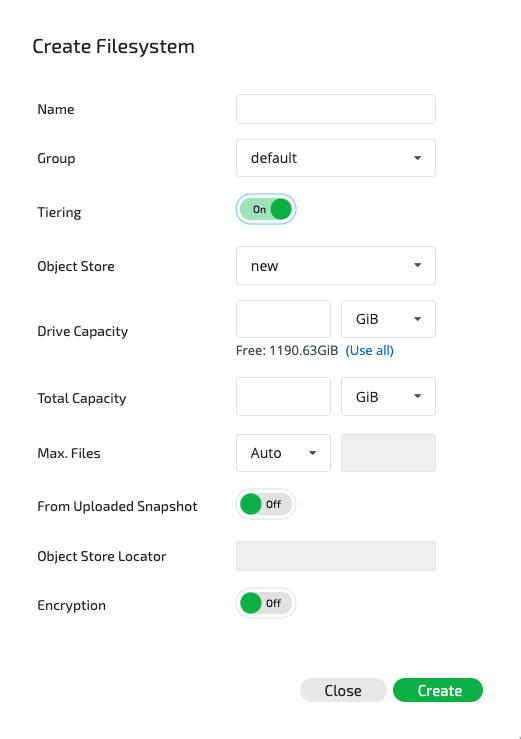 Create Filesystem
Name
Group
default
Tiering
On
Object Store
new
Drive Capacity
GiB
Free: 1190.63GiB (Use all)
Total Capacity
GiB
Max. Files
Auto
From Uploaded Snapshot
Off
Object Store Locator
Encryption
Off
Close
Create